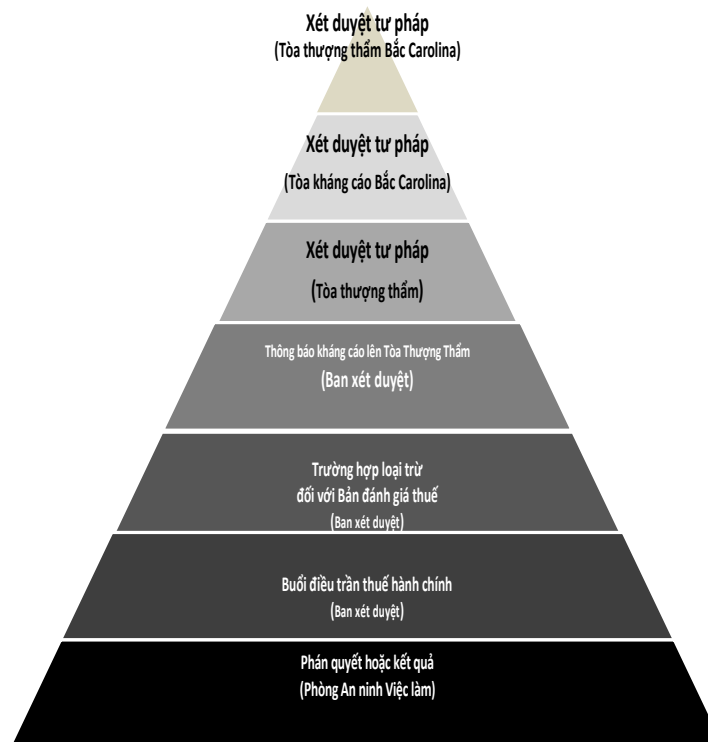 Xét duyệt tư pháp
(Tòa thượng thẩm Bắc Carolina)
Xét duyệt tư pháp
(Tòa kháng cáo Bắc Carolina)
Xét duyệt tư pháp
(Tòa thượng thẩm)
Thông báo kháng cáo lên Tòa Thượng Thẩm
(Ban xét duyệt)
Trường hợp loại trừ
đối với Bản đánh giá thuế
(Ban xét duyệt)
Buổi điều trần thuế hành chính
(Ban xét duyệt)
Phán quyết hoặc kết quả
(Phòng An ninh Việc làm)